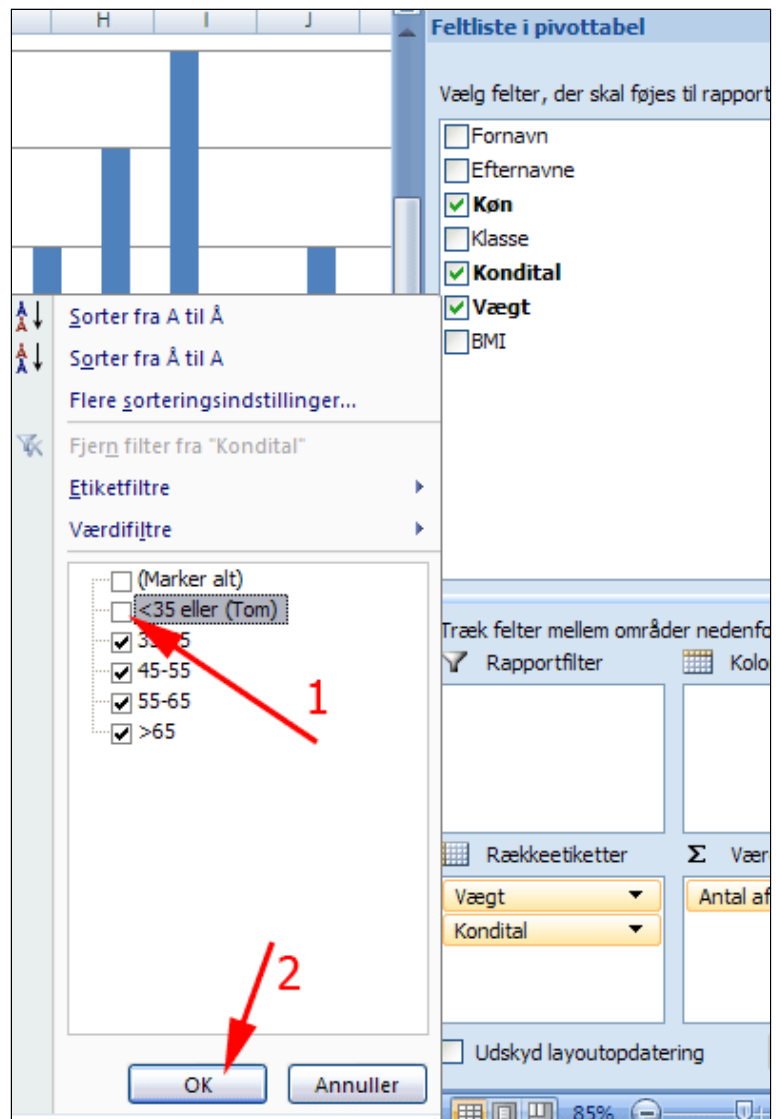 H I J
Feltliste i pivottabel
Vælg felter, der skal føjes til rapport
Fornavn
Efternavne
Køn
Klasse
Kondital
Vægt
BMI
Sorter fra A til Å
Sorter fra Å til A
Flere sorteringsindstillinger...
Fjern filter fra "Kondital"
Etiketfiltre
Værdifiltre
(Marker alt)
<35 eller (Tom)
45-55
55-65
>65
1
Træk felter mellem områder nedenfo
Rapportfilter Kolo
Rækkeetiketter Σ Vær
Vægt Antal af
Kondital
2
Udskyd layoutopdatering
OK Annuller
85%